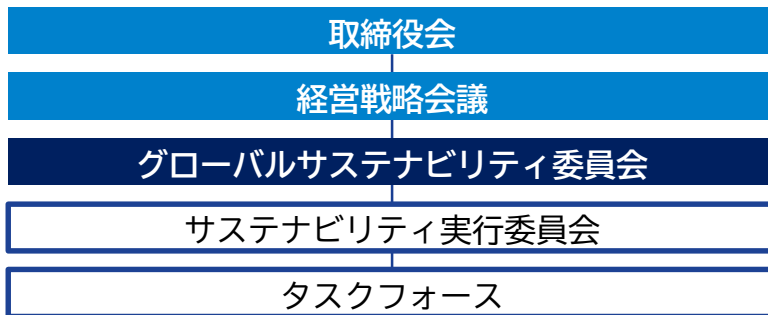 取締役会
経営戦略会議
グローバルサステナビリティ委員会
サステナビリティ実行委員会
タスクフォース